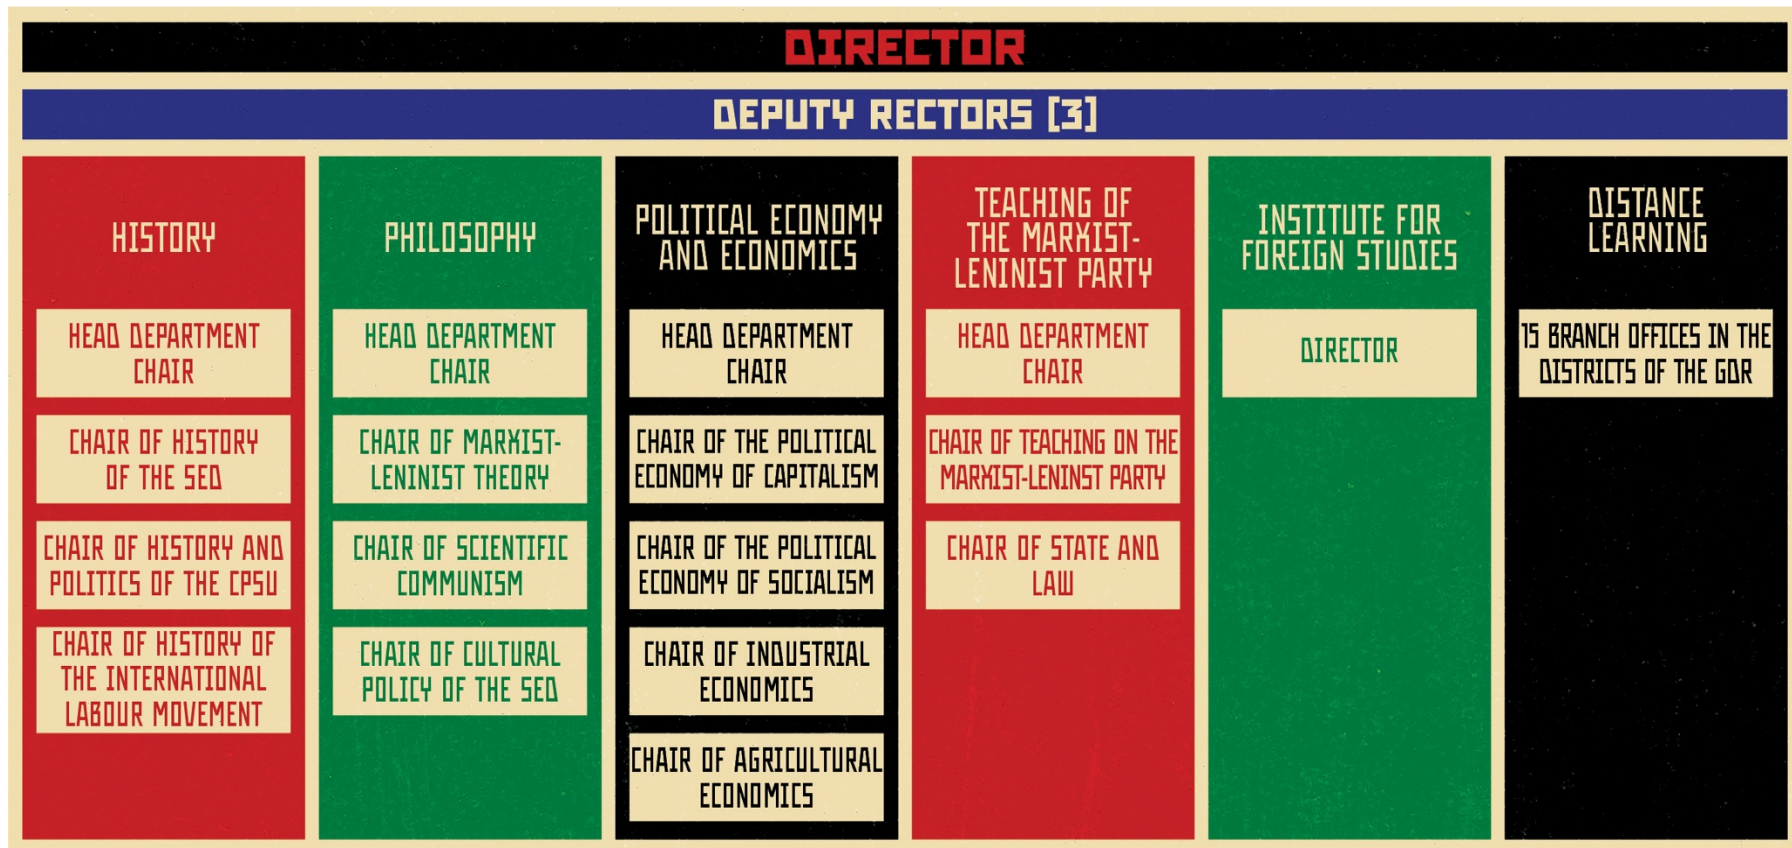 DIRECTOR
DEPUTY RECTORS [3]
HISTORY
HEAD DEPARTMENT
CHAIR
CHAIR OF HISTORY
OF THE SED
CHAIR OF HISTORY AND
POLITICS OF THE CPSU
CHAIR OF HISTORY OF
THE INTERNATIONAL
LABOUR MOVEMENT
PHILOSOPHY
HEAD DEPARTMENT
CHAIR
CHAIR OF MARXIST-
LENINIST THEORY
CHAIR OF SCIENTIFIC
COMMUNISM
CHAIR OF CULTURAL
POLICY OF THE SED
POLITICAL ECONOMY
AND ECONOMICS
HEAD DEPARTMENT
CHAIR
CHAIR OF THE POLITICAL
ECONOMY OF CAPITALISM
CHAIR OF THE POLITICAL
ECONOMY OF SOCIALISM
CHAIR OF INDUSTRIAL
ECONOMICS
CHAIR OF AGRICULTURAL
ECONOMICS
TEACHING OF
THE MARXIST-
LENINIST PARTY
HEAD DEPARTMENT
CHAIR
CHAIR OF TEACHING ON THE
MARXIST-LENINST PARTY
CHAIR OF STATE AND
LAW
INSTITUTE FOR
FOREIGN STUDIES
DIRECTOR
DISTANCE
LEARNING
15 BRANCH OFFICES IN THE
DISTRICTS OF THE GDR